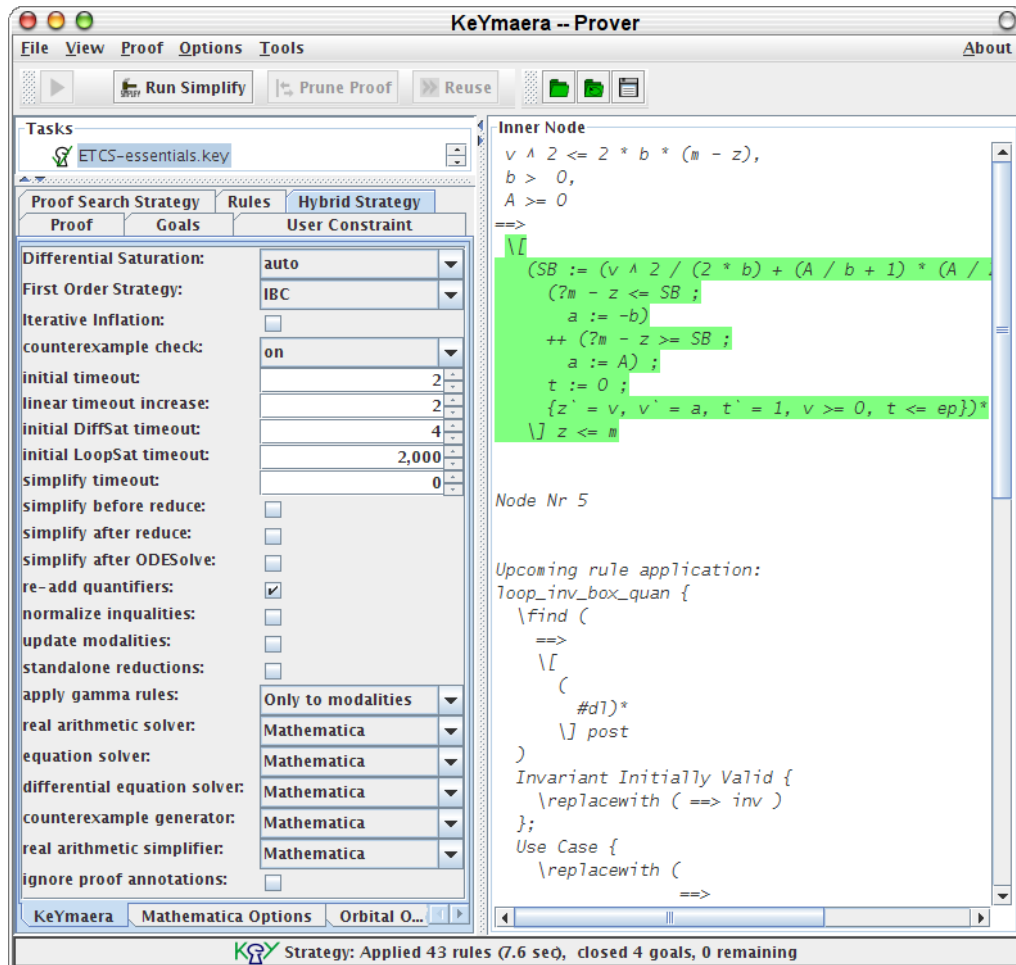 KeYmaera -- Prover
File View Proof Options Tools About
Run Simplify Prune Proof Reuse
Tasks
ETCS-essentials.key
Proof Search Strategy Rules Hybrid Strategy
Proof Goals User Constraint
Differential Saturation: auto
First Order Strategy: IBC
Iterative Inflation:
counterexample check: on
initial timeout: 2
linear timeout increase: 2
initial DiffSat timeout: 4
initial LoopSat timeout: 2,000
simplify timeout: 0
simplify before reduce:
simplify after reduce:
simplify after ODESolve:
re-add quantifiers:
normalize inqualities:
update modalities:
standalone reductions:
apply gamma rules: Only to modalities
real arithmetic solver: Mathematica
equation solver: Mathematica
differential equation solver: Mathematica
counterexample generator: Mathematica
real arithmetic simplifier: Mathematica
ignore proof annotations:
KeYmaera Mathematica Options Orbital O...
Inner Node
v ^ 2 <= 2 * b * (m - z),
b > 0,
A >= 0
==>
\[
(SB := (v ^ 2 / (2 * b) + (A / b + 1) * (A /
(?m - z <= SB ;
a := -b)
++ (?m - z >= SB ;
a := A) ;
t := 0 ;
{z` = v, v` = a, t` = 1, v >= 0, t <= ep})*
\] z <= m
Node Nr 5
Upcoming rule application:
loop_inv_box_quan {
\find (
==>
\[
(
#dl)*
\] post
)
Invariant Initially Valid {
\replacewith ( ==> inv )
};
Use Case {
\replacewith (
==>
KeY Strategy: Applied 43 rules (7.6 sec), closed 4 goals, 0 remaining